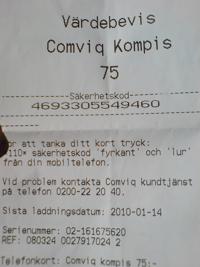 Värdebevis
Comviq Kompis
75
Säkerhetskod
4693305549460
or att tanka ditt kort tryck:
110* säkerhetskod 'fyrkant' och 'lur'
från din mobiltelefon.
Vid problem kontakta Comviq kundtjänst
på telefon 0200-22 20 40.
Sista laddningsdatum: 2010-01-14
Serienummer: 02-161675620
REF: 080324 0027917024 2
Telefonkort: Comviq kompis 75:-